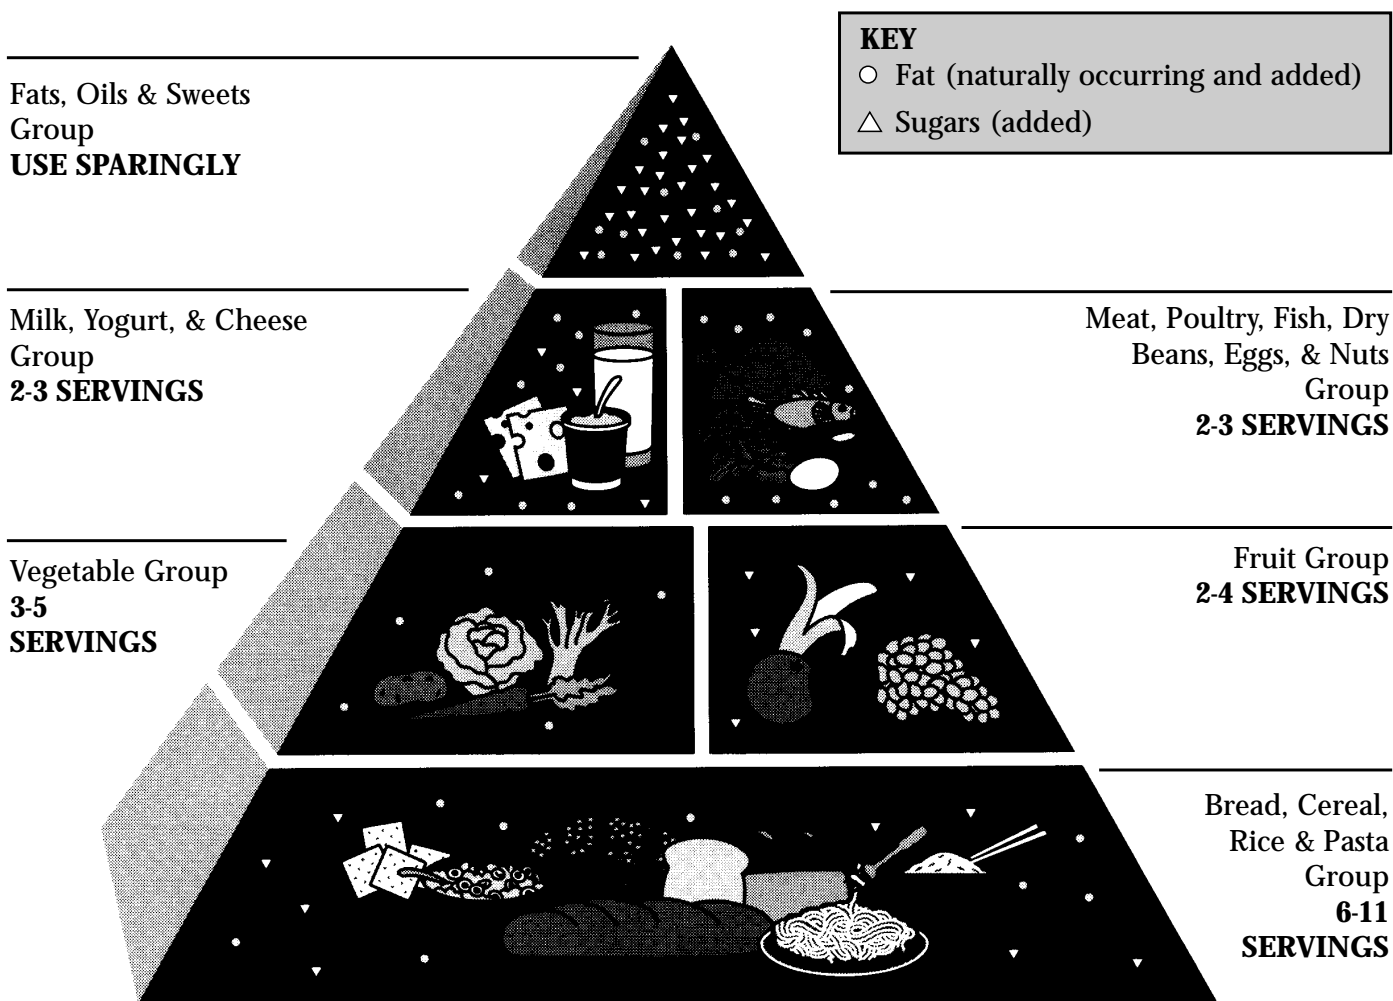 KEY
Fat (naturally occurring and added)
Sugars (added)
Fats, Oils & Sweets
Group
USE SPARINGLY
Milk, Yogurt, & Cheese
Group
2-3 SERVINGS
Meat, Poultry, Fish, Dry
Beans, Eggs, & Nuts
Group
2-3 SERVINGS
Vegetable Group
3-5
SERVINGS
Fruit Group
2-4 SERVINGS
Bread, Cereal,
Rice & Pasta
Group
6-11
SERVINGS